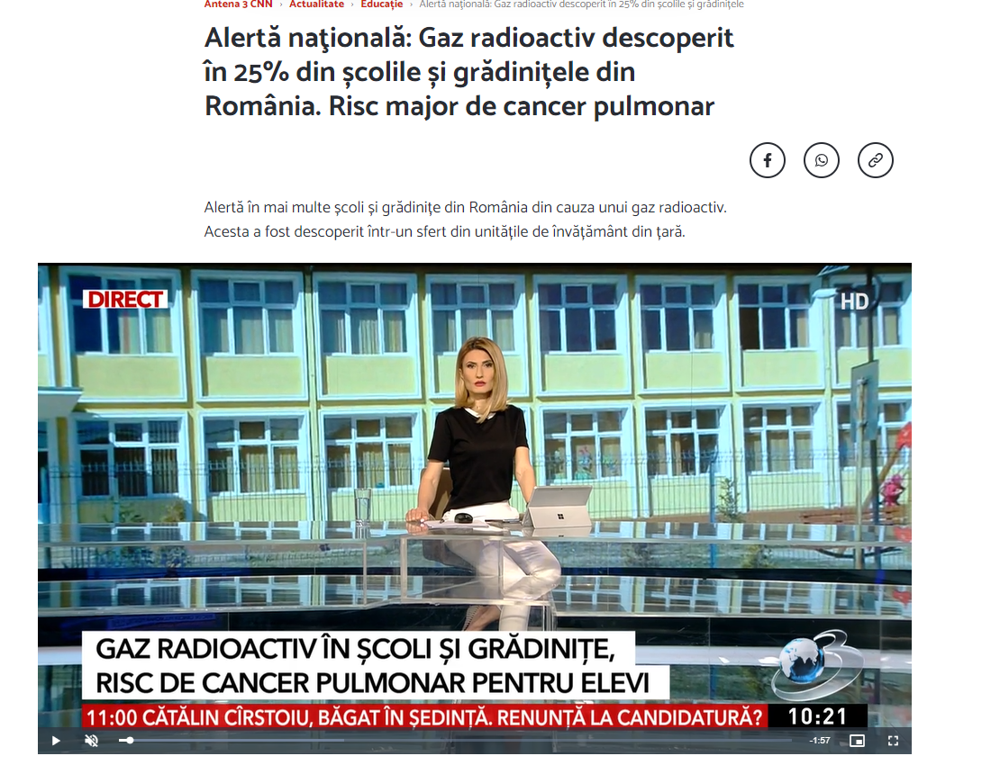 Antena 3 CNN › Actualitate › Educație › Alertă naţională: Gaz radioactiv descoperit în 25% din școlile și grădinițele
Alertă naţională: Gaz radioactiv descoperit
în 25% din școlile și grădinițele din
România. Risc major de cancer pulmonar
Alertă în mai multe școli și grădinițe din România din cauza unui gaz radioactiv.
Acesta a fost descoperit într-un sfert din unitățile de învățământ din țară.
DIRECT
HD
GAZ RADIOACTIV ÎN ȘCOLI ȘI GRĂDINIȚE,
RISC DE CANCER PULMONAR PENTRU ELEVI
3
11:00 CĂTĂLIN CÎRSTOIU, BĂGAT ÎN ȘEDINȚĂ. RENUNȚĂ LA CANDIDATURĂ? 10:21
-1:57